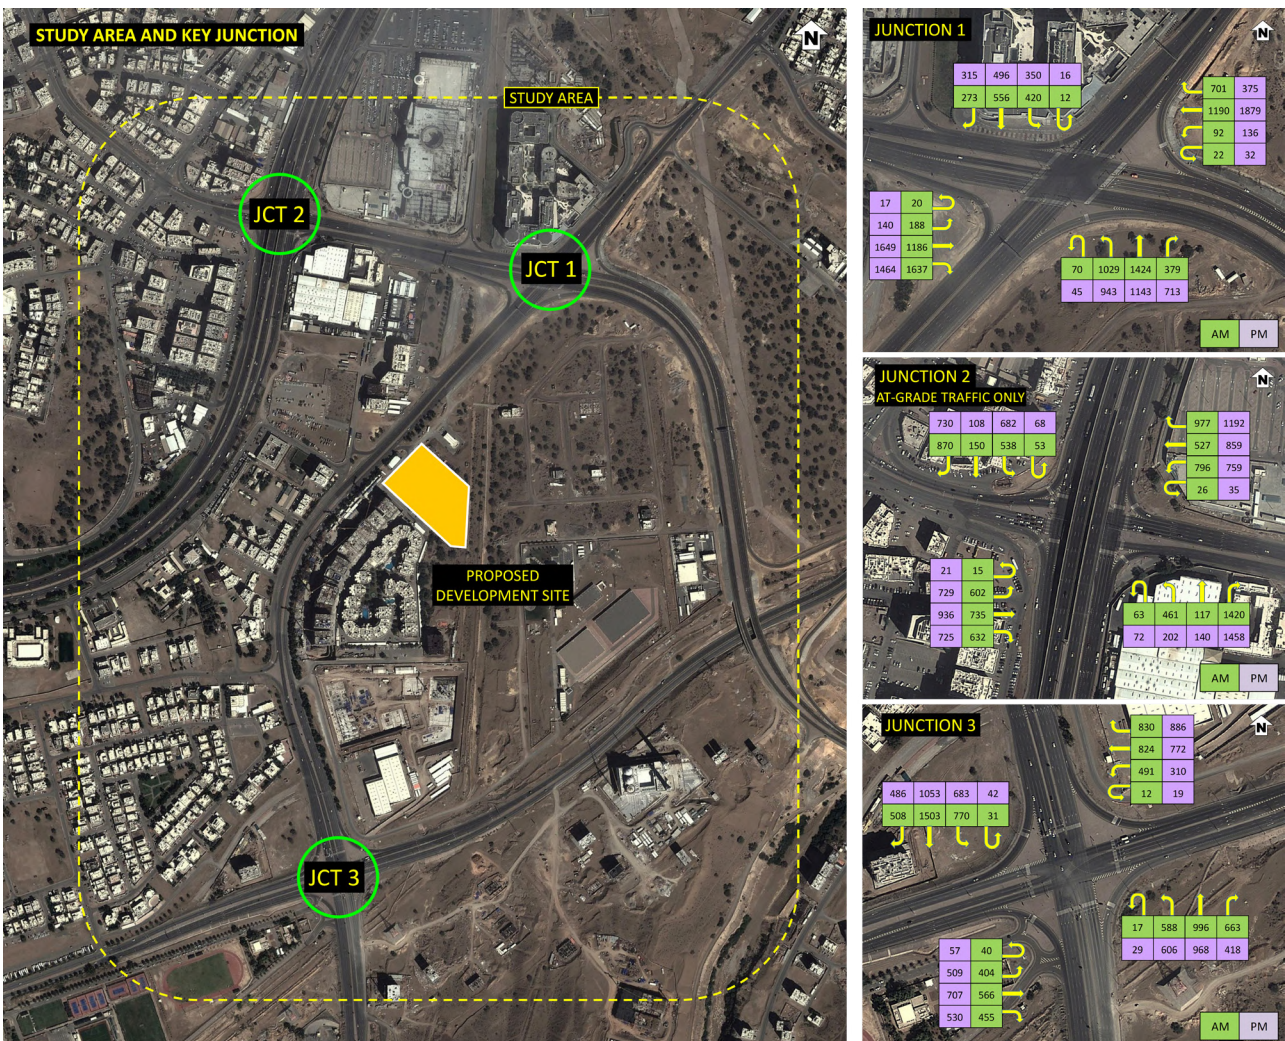 STUDY AREA AND KEY JUNCTION
N
STUDY AREA
JCT 2
JCT 1
PROPOSED
DEVELOPMENT SITE
JCT 3
JUNCTION 1
N
315 496 350 16
273 556 420 12
701 375
1190 1879
92 136
22 32
17 20
140 188
1649 1186
1464 1637
70 1029 1424 379
45 943 1143 713
AM PM
JUNCTION 2
AT-GRADE TRAFFIC ONLY
N
730 108 682 68
870 150 538 53
977 1192
527 859
796 759
26 35
21 15
729 602
936 735
725 632
63 461 117 1420
72 202 140 1458
AM PM
JUNCTION 3
N
830 886
824 772
491 310
12 19
486 1053 683 42
508 1503 770 31
17 588 996 663
29 606 968 418
57 40
509 404
707 566
530 455
AM PM